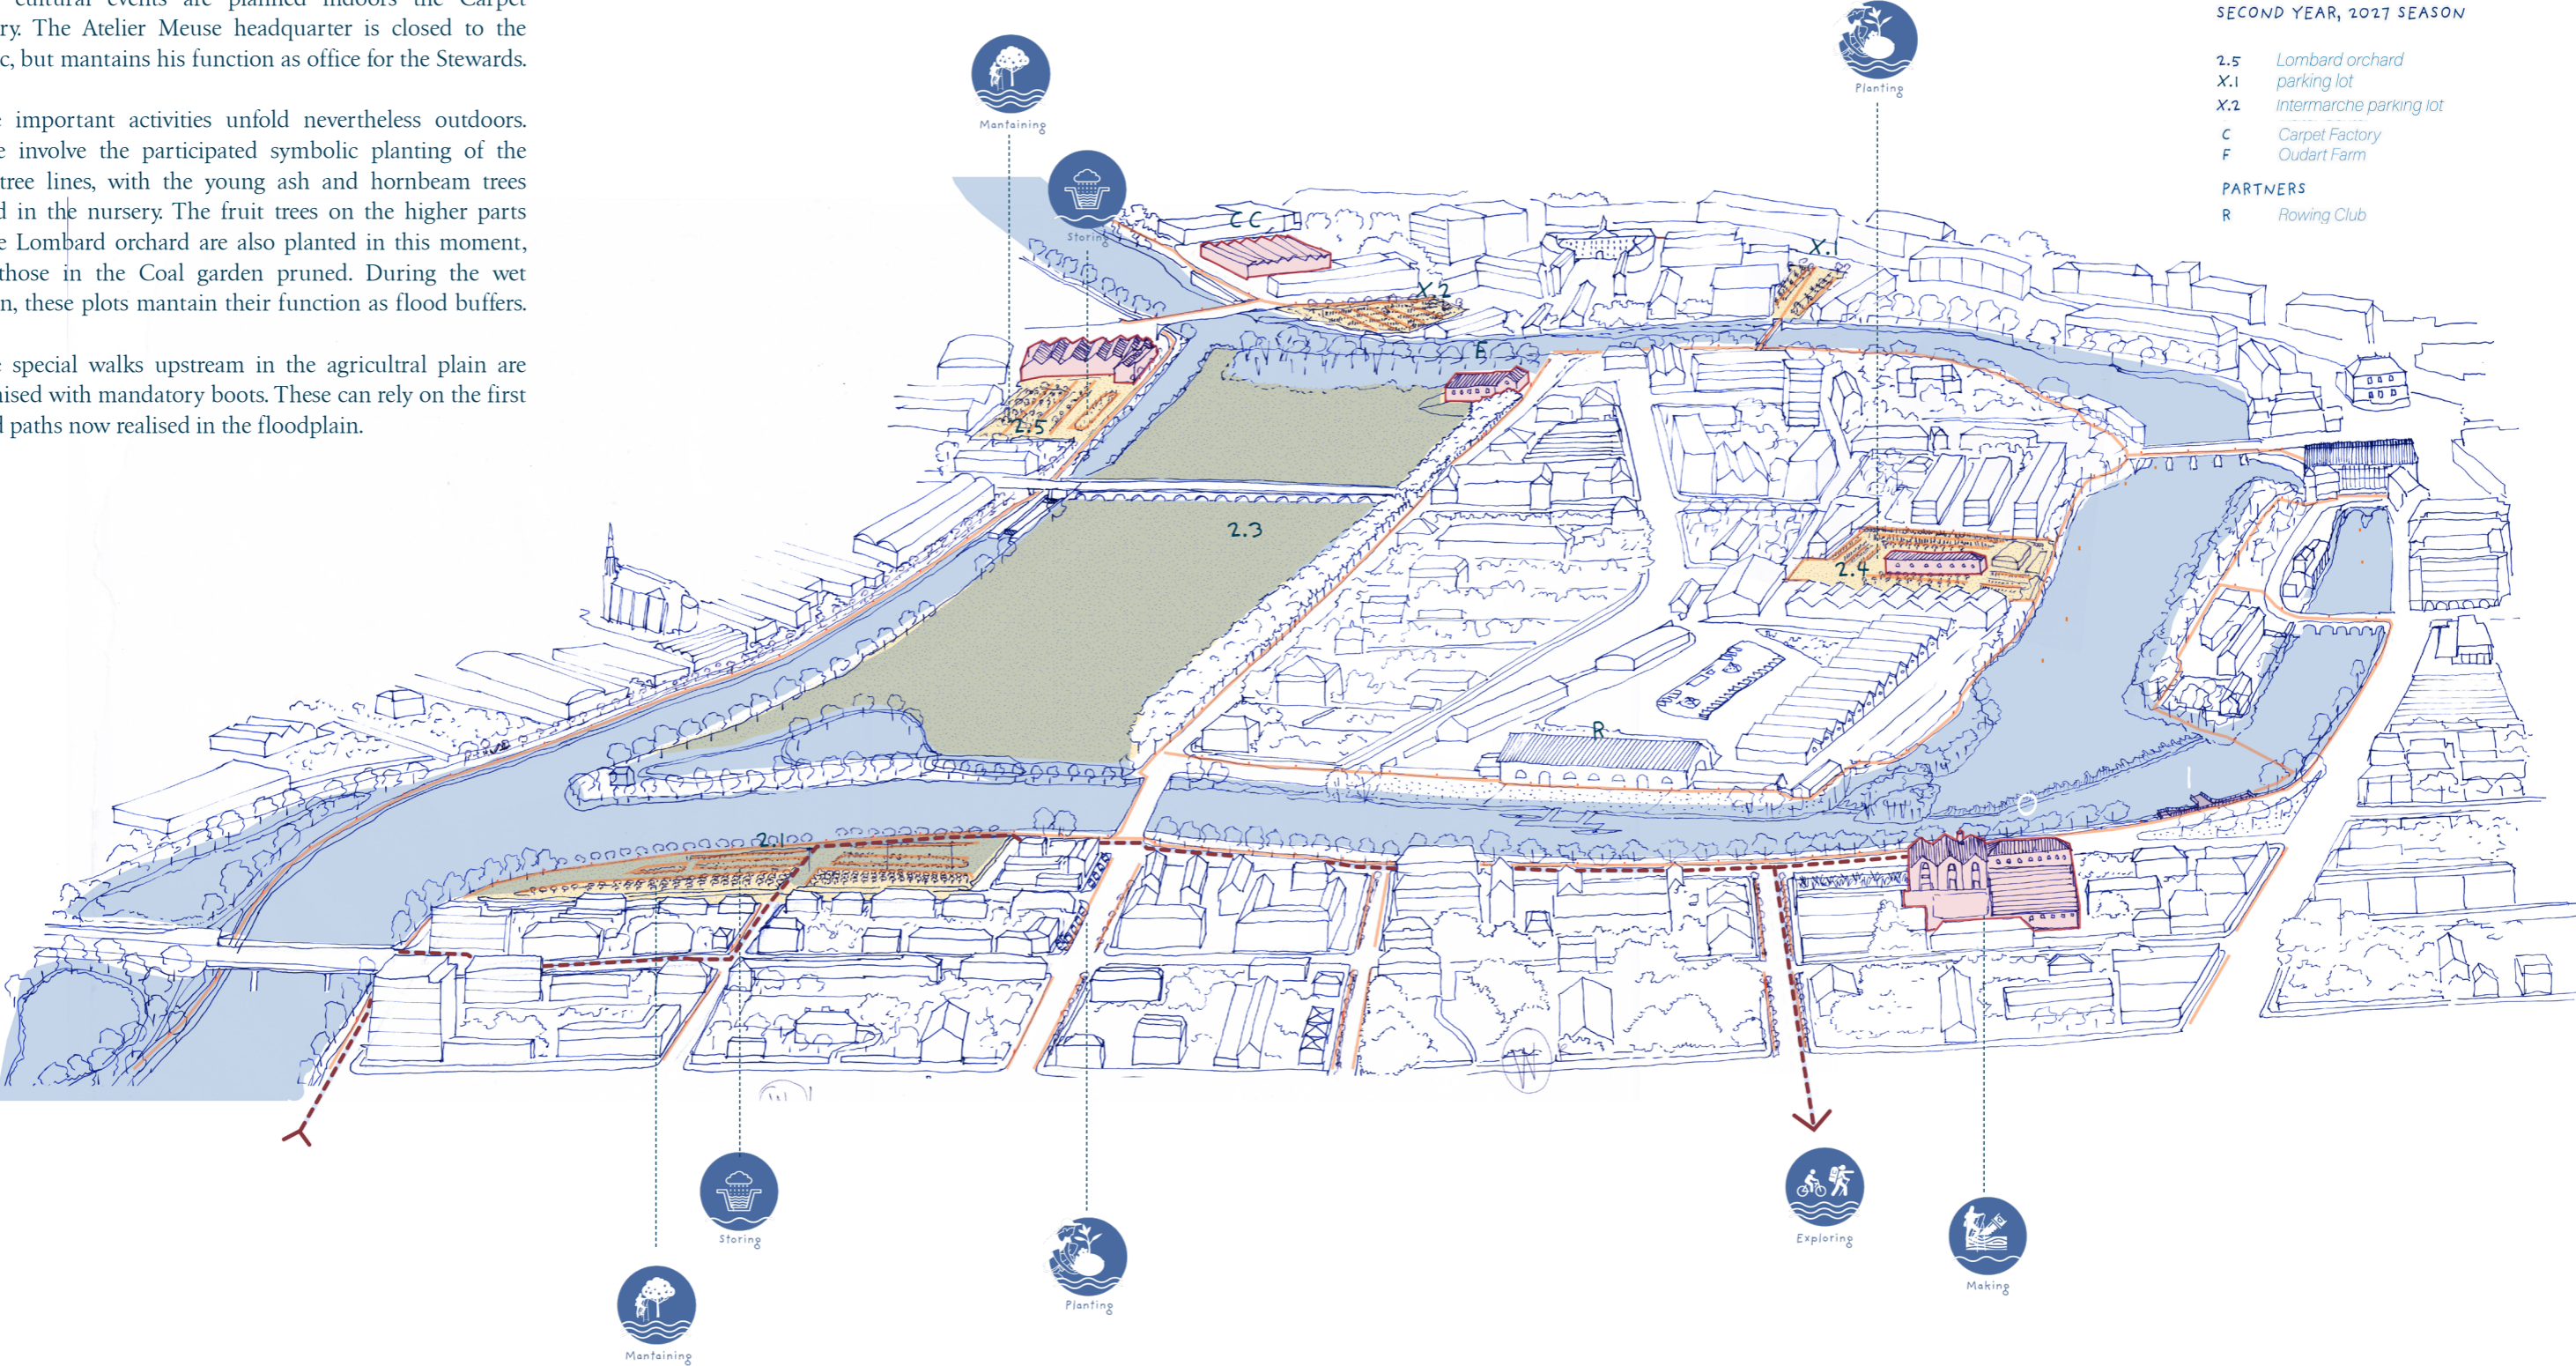 cultural events are planned indoors the Carpet
ry. The Atelier Meuse headquarter is closed to the
c, but mantains his function as office for the Stewards.
important activities unfold nevertheless outdoors.
e involve the participated symbolic planting of the
tree lines, with the young ash and hornbeam trees
d in the nursery. The fruit trees on the higher parts
e Lombard orchard are also planted in this moment,
those in the Coal garden pruned. During the wet
n, these plots mantain their function as flood buffers.
special walks upstream in the agricultral plain are
ised with mandatory boots. These can rely on the first
d paths now realised in the floodplain.
SECOND YEAR, 2027 SEASON
2.5 Lombard orchard
X.1 parking lot
X.2 Intermarche parking lot
C Carpet Factory
F Oudart Farm
PARTNERS
R Rowing Club
Mantaining
Planting
Storing
CC
X.1
X.2
2.5
2.3
2.4
R
2.1
Storing
Planting
Mantaining
Exploring
Making
W